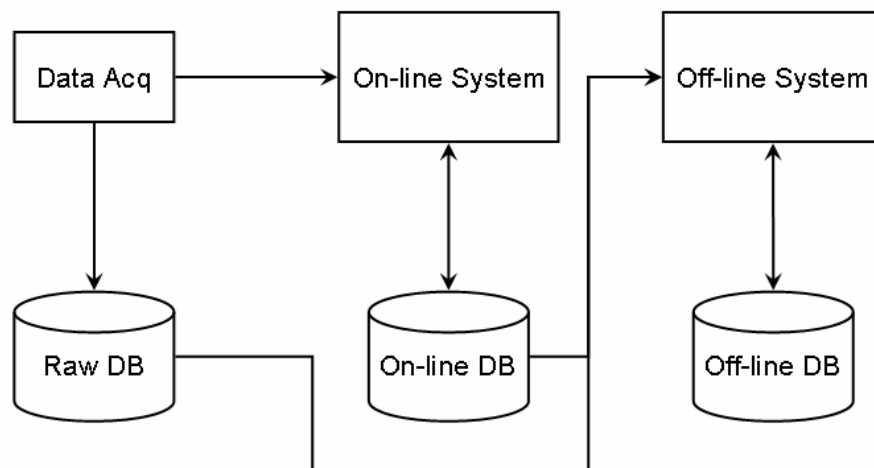 Data Acq
On-line System
Off-line System
Raw DB
On-line DB
Off-line DB